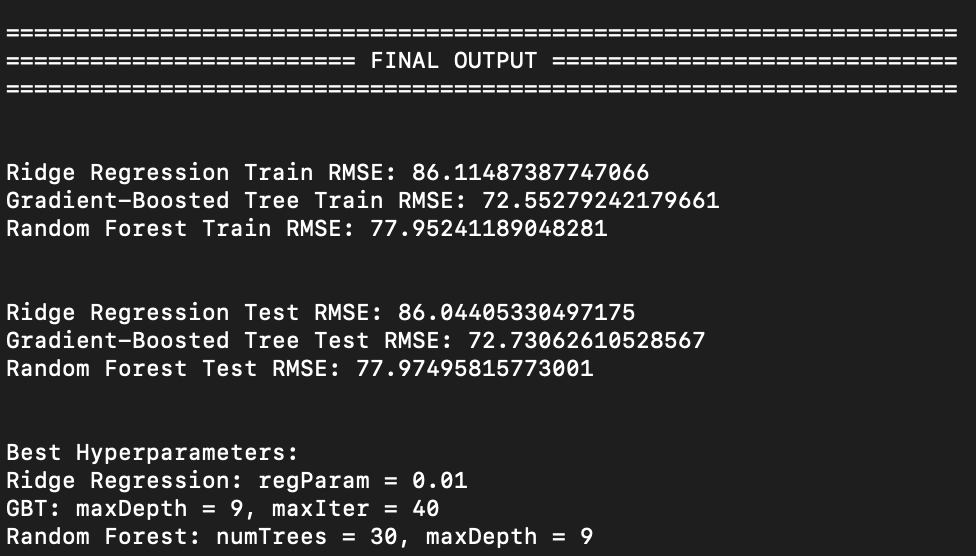 ====================================================================
========================= FINAL OUTPUT =============================
====================================================================
Ridge Regression Train RMSE: 86.11487387747066
Gradient-Boosted Tree Train RMSE: 72.55279242179661
Random Forest Train RMSE: 77.95241189048281
Ridge Regression Test RMSE: 86.04405330497175
Gradient-Boosted Tree Test RMSE: 72.73062610528567
Random Forest Test RMSE: 77.97495815773001
Best Hyperparameters:
Ridge Regression: regParam = 0.01
GBT: maxDepth = 9, maxIter = 40
Random Forest: numTrees = 30, maxDepth = 9